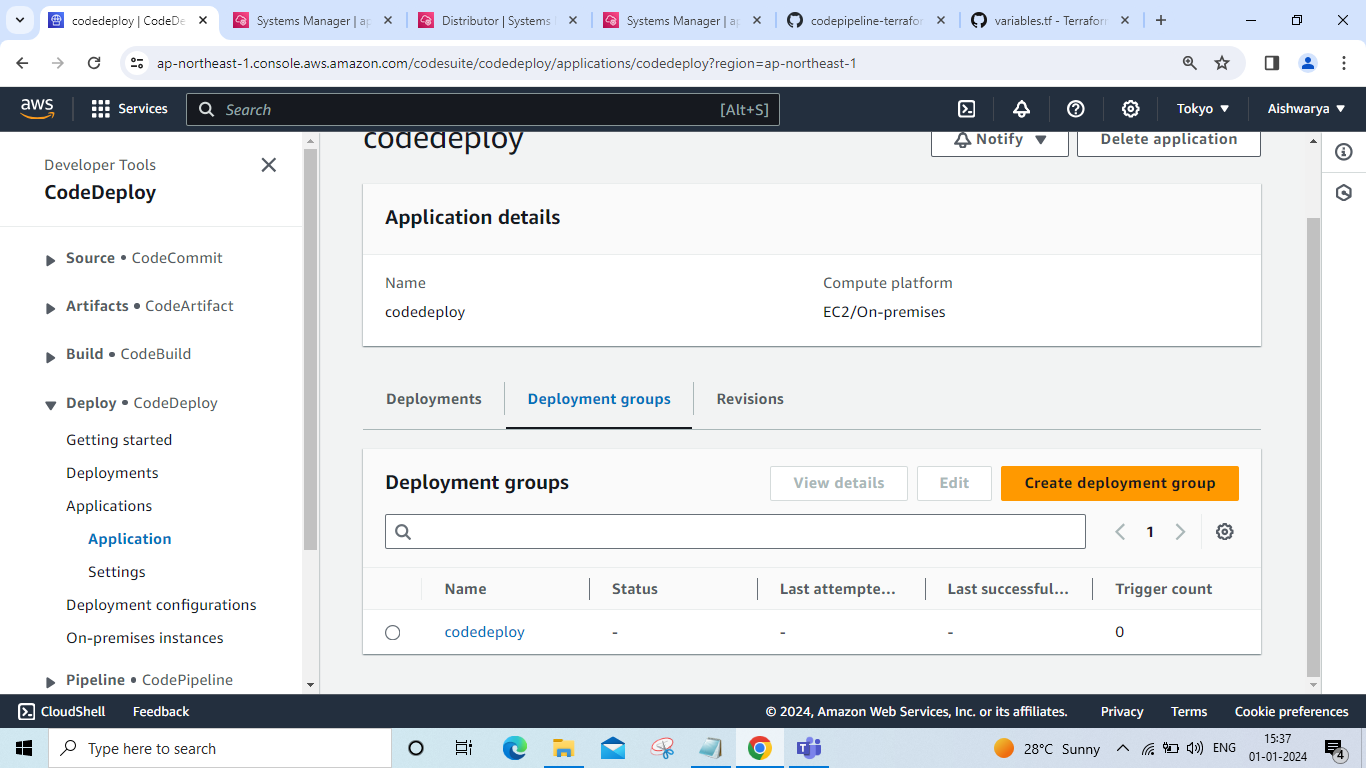 codedeploy | CodeDe
Systems Manager | ap
Distributor | Systems
Systems Manager | ap
codepipeline-terrafor
variables.tf - Terraform
ap-northeast-1.console.aws.amazon.com/codesuite/codedeploy/applications/codedeploy?region=ap-northeast-1
aws
Services
Search
[Alt+S]
Tokyo
Aishwarya
Developer Tools
CodeDeploy
Source • CodeCommit
Artifacts • CodeArtifact
Build • CodeBuild
Deploy • CodeDeploy
Getting started
Deployments
Applications
Application
Settings
Deployment configurations
On-premises instances
Pipeline • CodePipeline
codedeploy
Notify
Delete application
Application details
Name
Compute platform
codedeploy
EC2/On-premises
Deployments
Deployment groups
Revisions
Deployment groups
View details
Edit
Create deployment group
1
Name Status Last attempte... Last successful... Trigger count
codedeploy - - - 0
CloudShell
Feedback
© 2024, Amazon Web Services, Inc. or its affiliates.
Privacy
Terms
Cookie preferences
Type here to search
28°C Sunny
ENG
15:37
01-01-2024
4